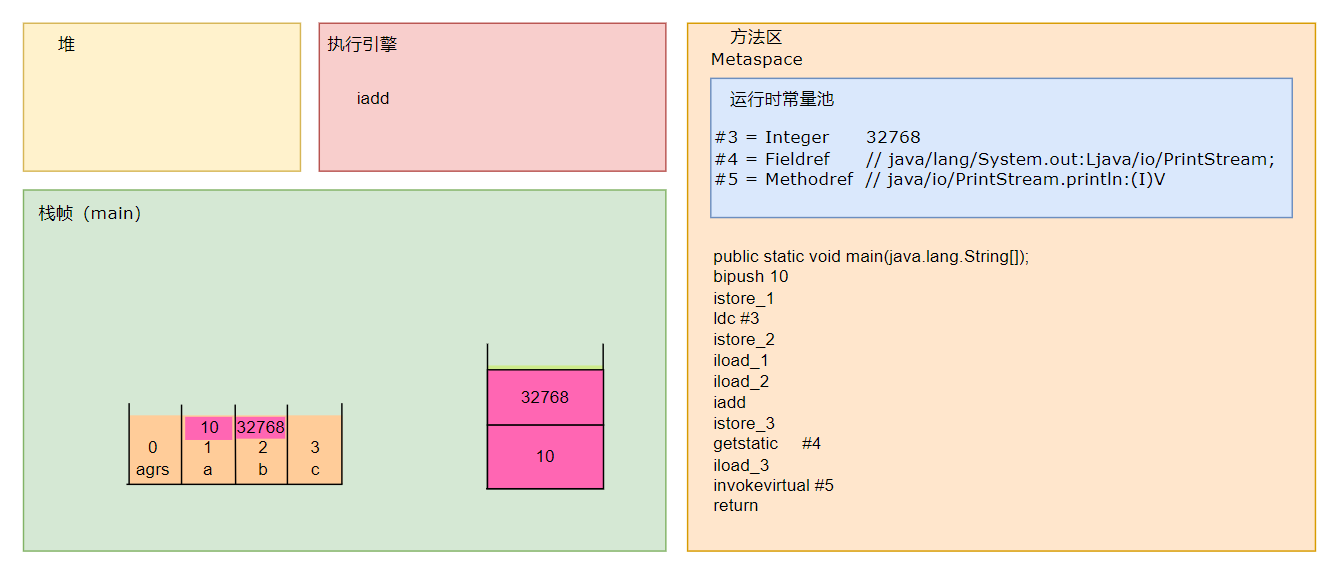 堆
执行引擎
iadd
方法区
Metaspace
运行时常量池
#3 = Integer 32768
#4 = Fieldref // java/lang/System.out:Ljava/io/PrintStream;
#5 = Methodref // java/io/PrintStream.println:(I)V
栈帧（main）
10 32768
0 1 2 3
agrs a b c
32768
10
public static void main(java.lang.String[]);
bipush 10
istore_1
ldc #3
istore_2
iload_1
iload_2
iadd
istore_3
getstatic #4
iload_3
invokevirtual #5
return